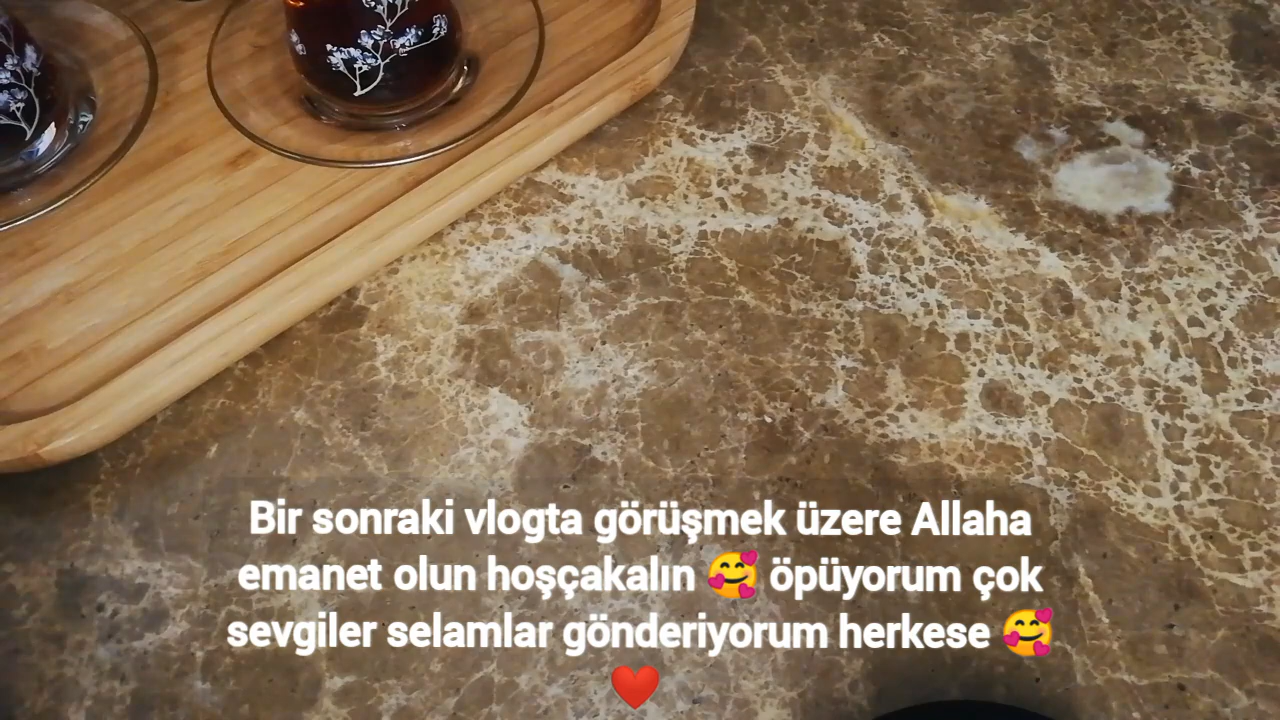 Bir sonraki vlogta görüşmek üzere Allaha
emanet olun hoşçakalın 🥰 öpüyorum çok
sevgiler selamlar gönderiyorum herkese 🥰
❤️